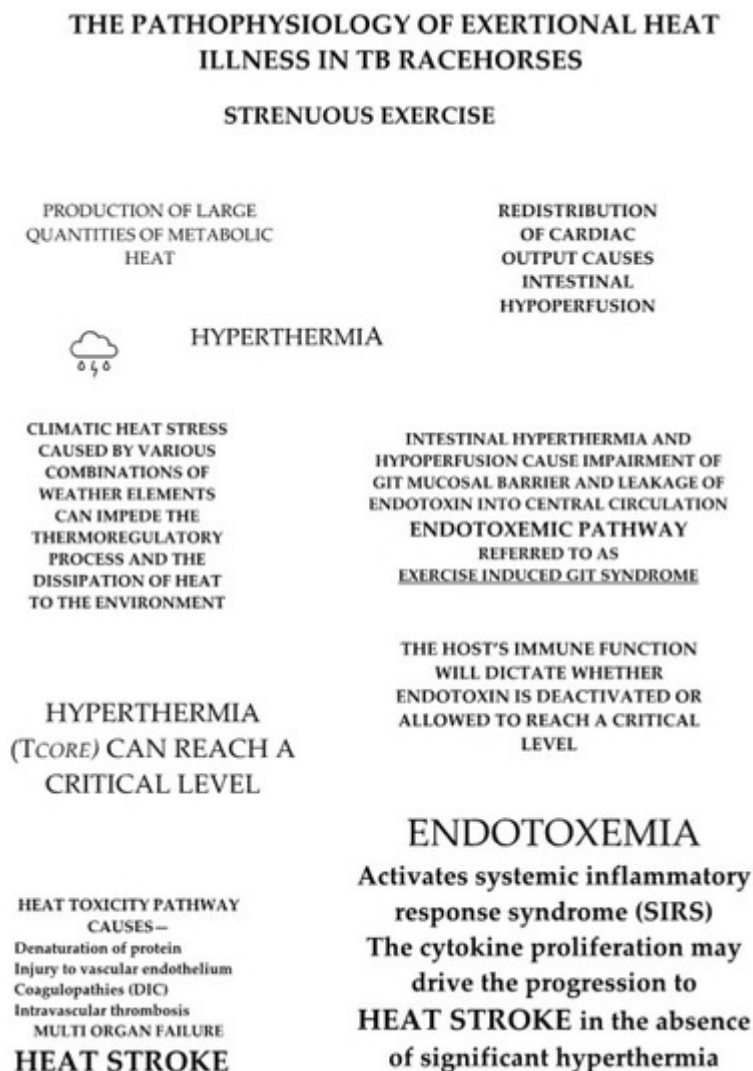 THE PATHOPHYSIOLOGY OF EXERTIONAL HEAT
ILLNESS IN TB RACEHORSES
STRENUOUS EXERCISE
PRODUCTION OF LARGE
QUANTITIES OF METABOLIC
HEAT
REDISTRIBUTION
OF CARDIAC
OUTPUT CAUSES
INTESTINAL
HYPOPERFUSION
HYPERTHERMIA
CLIMATIC HEAT STRESS
CAUSED BY VARIOUS
COMBINATIONS OF
WEATHER ELEMENTS
CAN IMPEDE THE
THERMOREGULATORY
PROCESS AND THE
DISSIPATION OF HEAT
TO THE ENVIRONMENT
INTESTINAL HYPERTHERMIA AND
HYPOPERFUSION CAUSE IMPAIRMENT OF
GIT MUCOSAL BARRIER AND LEAKAGE OF
ENDOTOXIN INTO CENTRAL CIRCULATION
ENDOTOXEMIC PATHWAY
REFERRED TO AS
EXERCISE INDUCED GIT SYNDROME
THE HOST'S IMMUNE FUNCTION
WILL DICTATE WHETHER
ENDOTOXIN IS DEACTIVATED OR
ALLOWED TO REACH A CRITICAL
LEVEL
HYPERTHERMIA
(TCORE) CAN REACH A
CRITICAL LEVEL
ENDOTOXEMIA
Activates systemic inflammatory
response syndrome (SIRS)
The cytokine proliferation may
drive the progression to
HEAT STROKE in the absence
of significant hyperthermia
HEAT TOXICITY PATHWAY
CAUSES—
Denaturation of protein
Injury to vascular endothelium
Coagulopathies (DIC)
Intravascular thrombosis
MULTI ORGAN FAILURE
HEAT STROKE